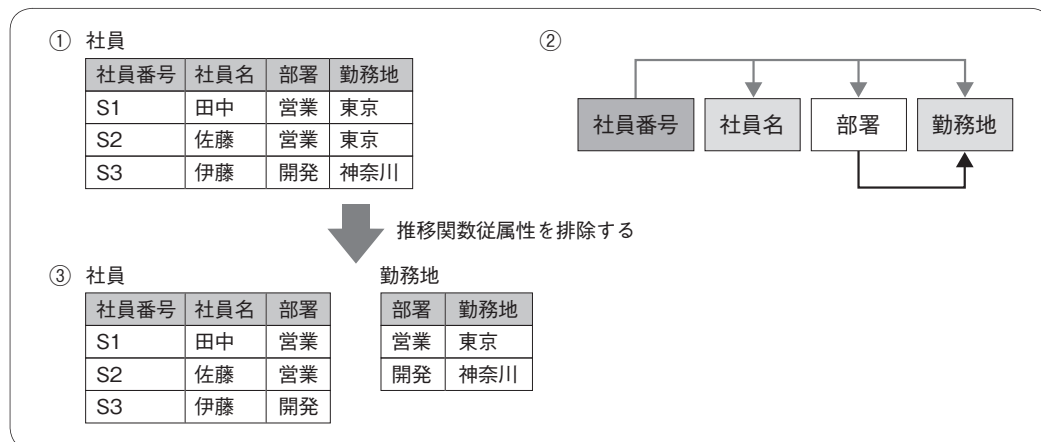 ① 社員
社員番号 社員名 部署 勤務地
S1 田中 営業 東京
S2 佐藤 営業 東京
S3 伊藤 開発 神奈川
②
社員番号 社員名 部署 勤務地
推移関数従属性を排除する
③ 社員
社員番号 社員名 部署
S1 田中 営業
S2 佐藤 営業
S3 伊藤 開発
勤務地
部署 勤務地
営業 東京
開発 神奈川